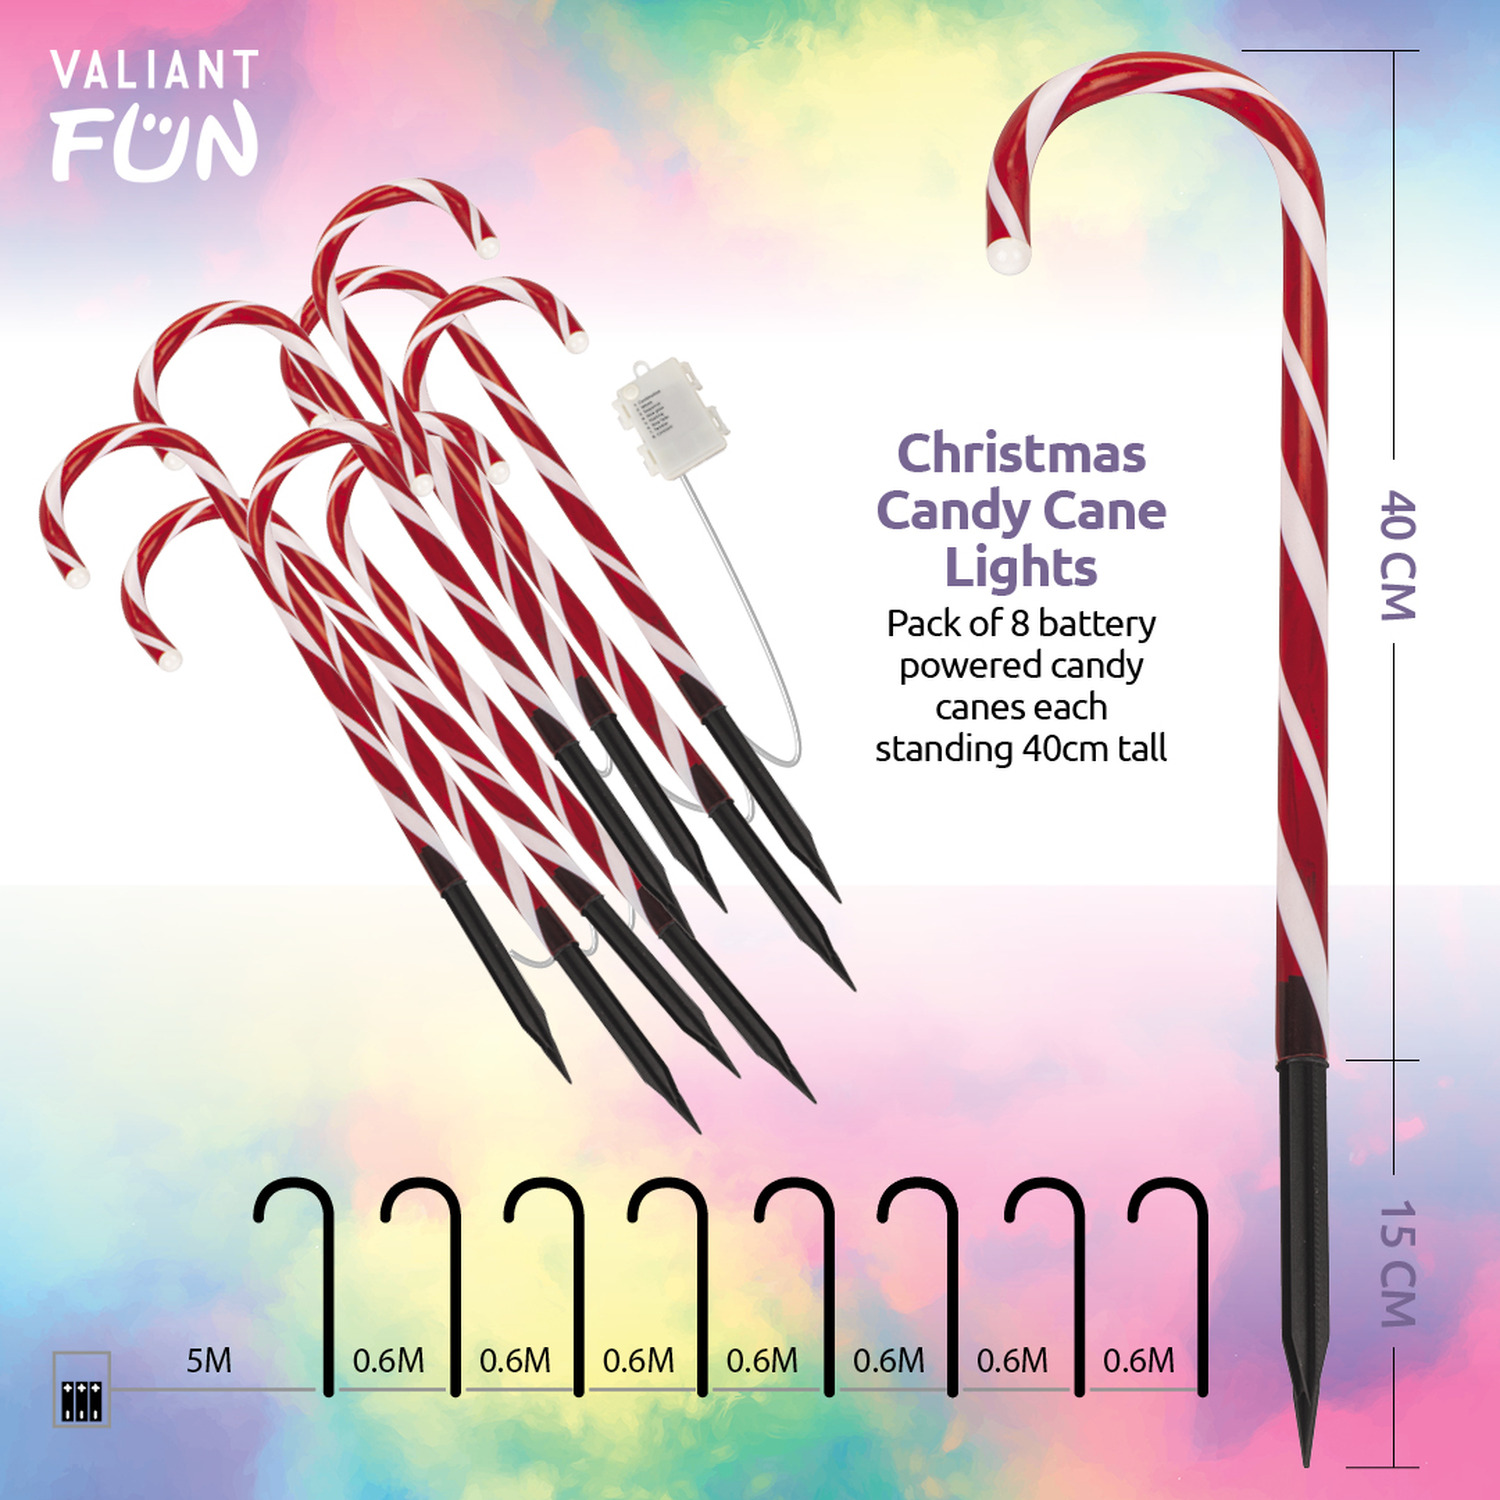 VALIANT
FUN
Christmas
Candy Cane
Lights
Pack of 8 battery
powered candy
canes each
standing 40cm tall
40 CM
15 CM
5M
0.6M
0.6M
0.6M
0.6M
0.6M
0.6M
0.6M